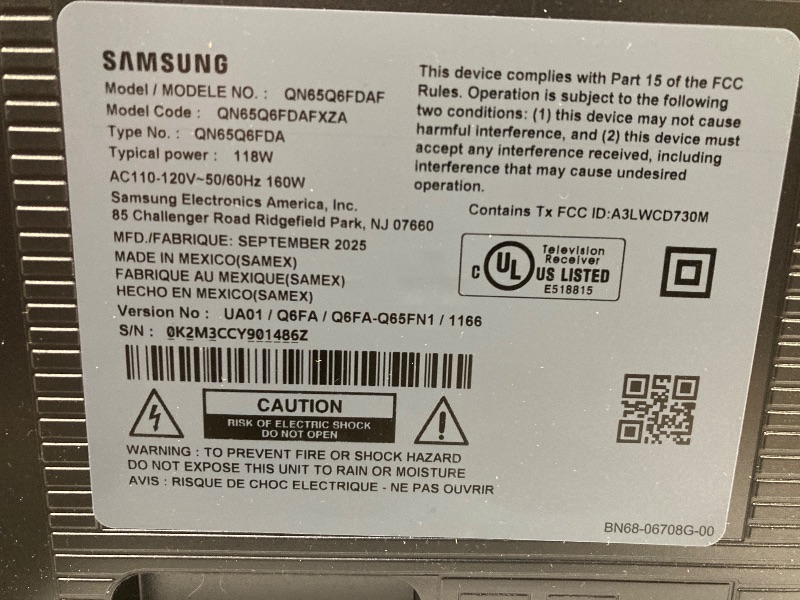 SAMSUNG
Model / MODELE NO. : QN65Q6FDAF
Model Code : QN65Q6FDAFXZA
Type No. : QN65Q6FDA
Typical power : 118W
AC110-120V~50/60Hz 160W
Samsung Electronics America, Inc.
85 Challenger Road Ridgefield Park, NJ 07660
MFD./FABRIQUE: SEPTEMBER 2025
MADE IN MEXICO(SAMEX)
FABRIQUE AU MEXIQUE(SAMEX)
HECHO EN MEXICO(SAMEX)
Version No : UA01 / Q6FA / Q6FA-Q65FN1 / 1166
S/N : 0K2M3CCY901486Z
This device complies with Part 15 of the FCC
Rules. Operation is subject to the following
two conditions: (1) this device may not cause
harmful interference, and (2) this device must
accept any interference received, including
interference that may cause undesired
operation.
Contains Tx FCC ID:A3LWCD730M
C UL US LISTED
Television
Receiver
E518815
CAUTION
RISK OF ELECTRIC SHOCK
DO NOT OPEN
WARNING : TO PREVENT FIRE OR SHOCK HAZARD
DO NOT EXPOSE THIS UNIT TO RAIN OR MOISTURE
AVIS : RISQUE DE CHOC ELECTRIQUE - NE PAS OUVRIR
BN68-06708G-00